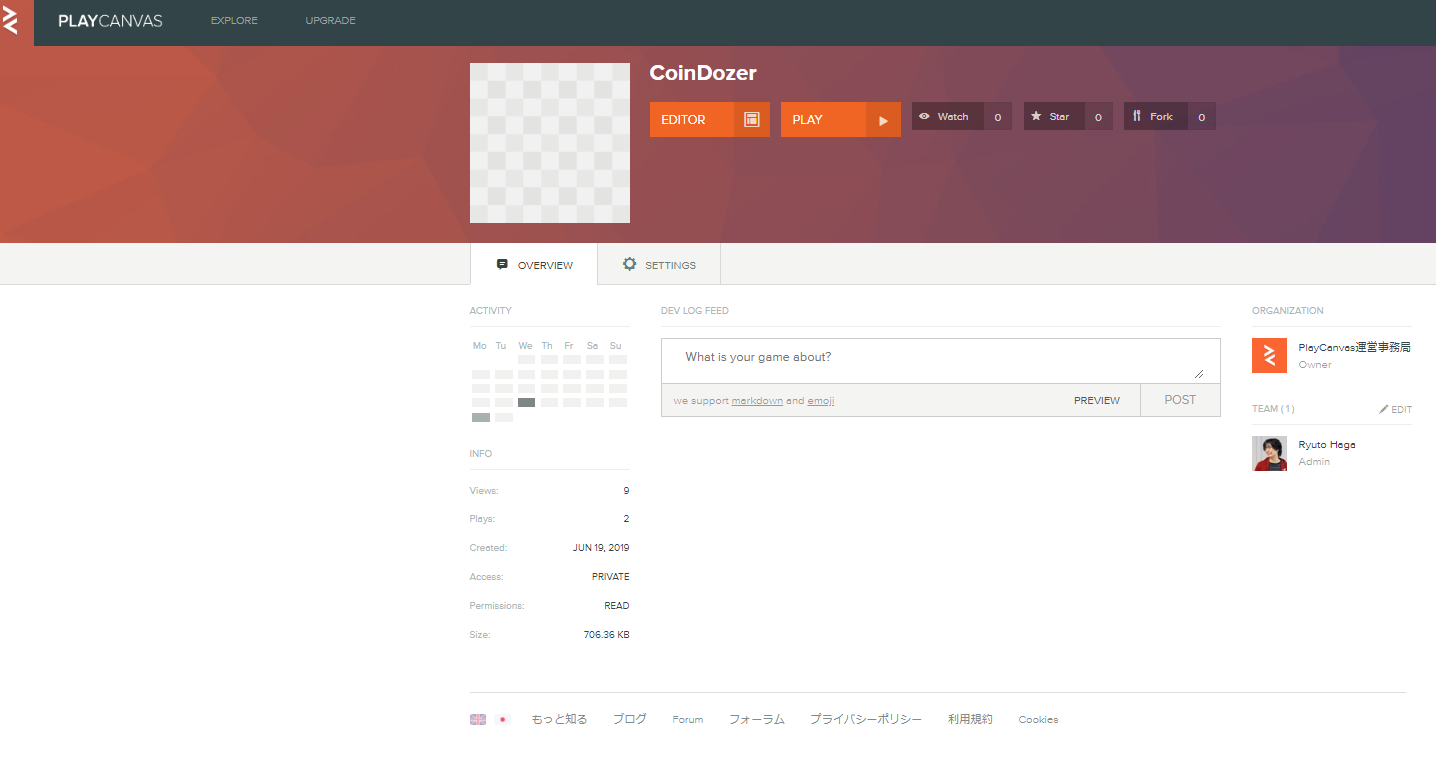 PLAYCANVAS EXPLORE UPGRADE
CoinDozer
EDITOR PLAY Watch 0 Star 0 Fork 0
OVERVIEW SETTINGS
ACTIVITY
Mo Tu We Th Fr Sa Su
INFO
Views: 9
Plays: 2
Created: JUN 19, 2019
Access: PRIVATE
Permissions: READ
Size: 706.36 KB
DEV LOG FEED
What is your game about?
we support markdown and emoji PREVIEW POST
ORGANIZATION
PlayCanvas運営事務局
Owner
TEAM ( 1 ) EDIT
Ryuto Haga
Admin
もっと知る ブログ Forum フォーラム プライバシーポリシー 利用規約 Cookies